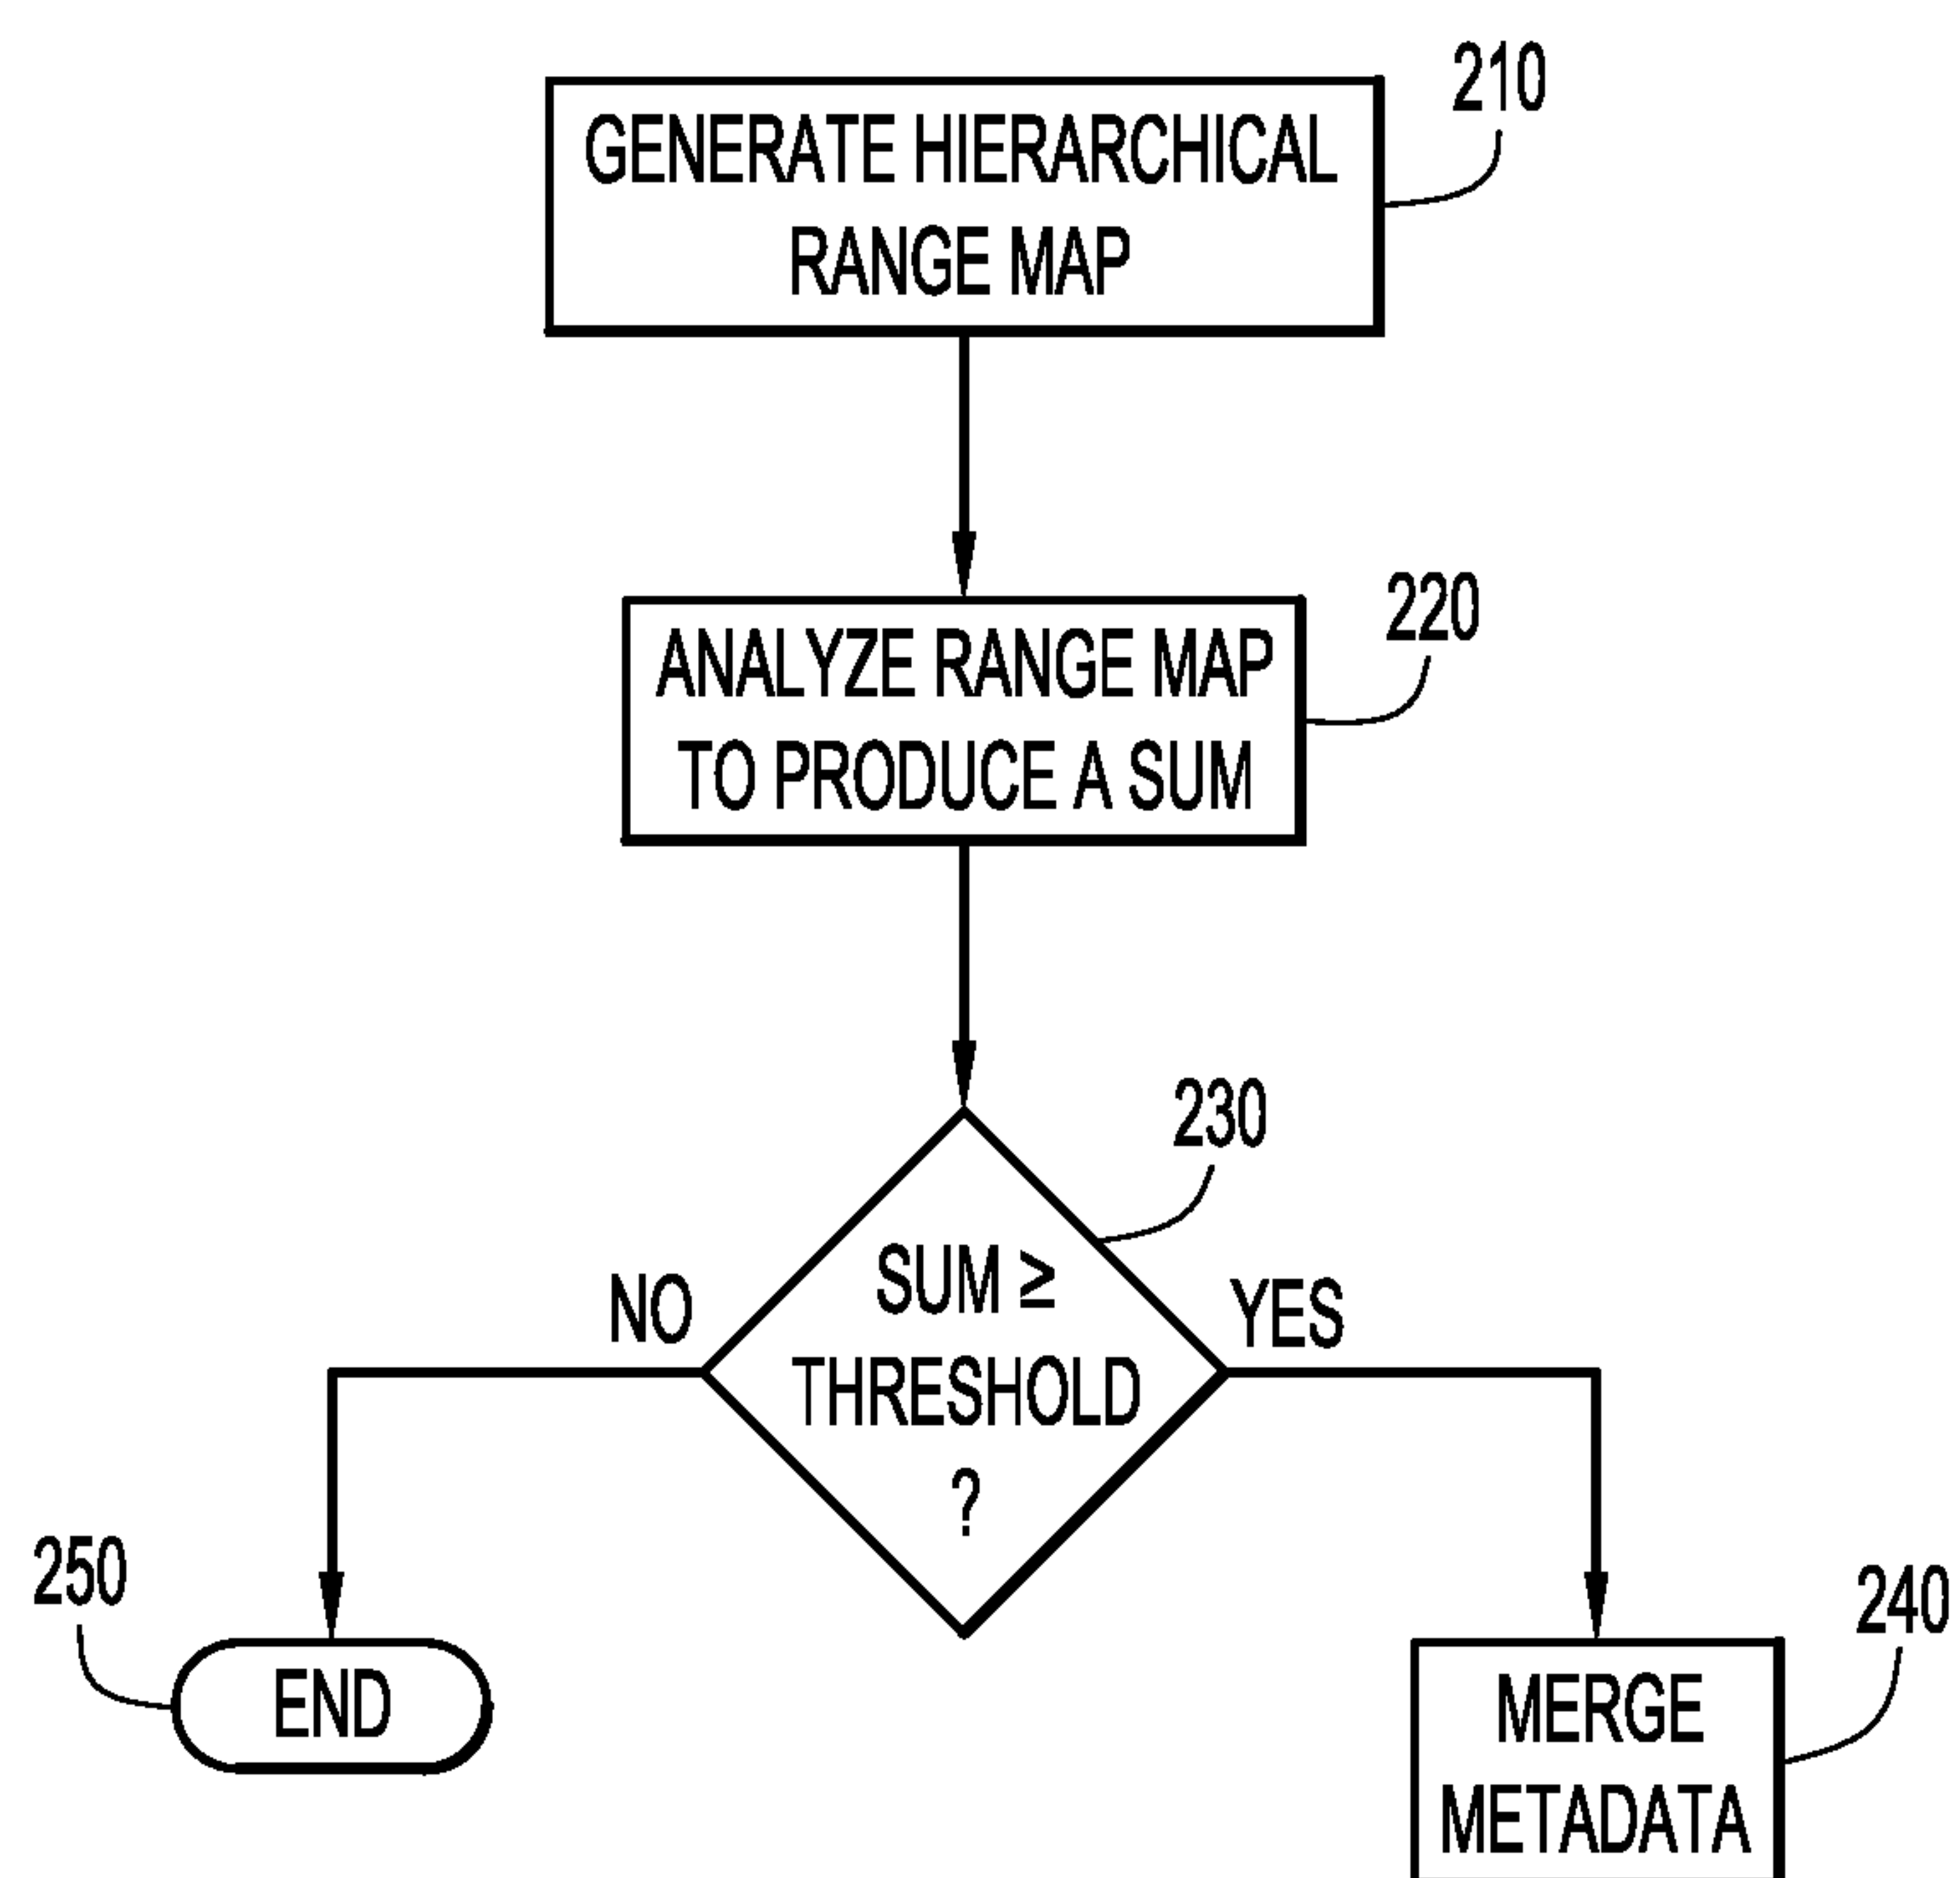 210
GENERATE HIERARCHICAL
RANGE MAP
220
ANALYZE RANGE MAP
TO PRODUCE A SUM
230
SUM ≥
THRESHOLD
?
NO
YES
250
END
240
MERGE
METADATA